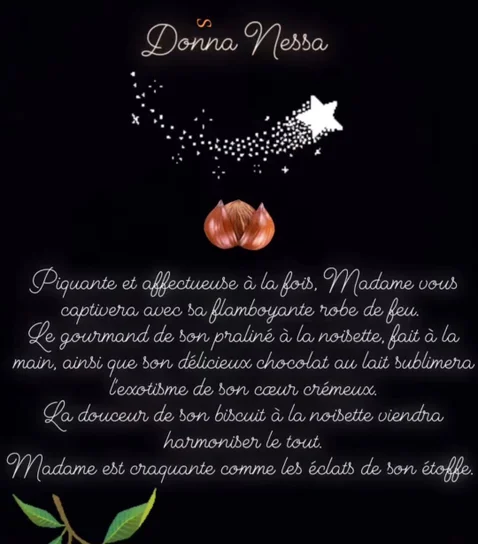 Donna Nessa
Piquante et affectueuse à la fois, Madame vous
captivera avec sa flamboyante robe de feu.
Le gourmand de son praliné à la noisette, fait à la
main, ainsi que son délicieux chocolat au lait sublimera
l'exotisme de son cœur crémeux.
La douceur de son biscuit à la noisette viendra
harmoniser le tout.
Madame est craquante comme les éclats de son étoffe.